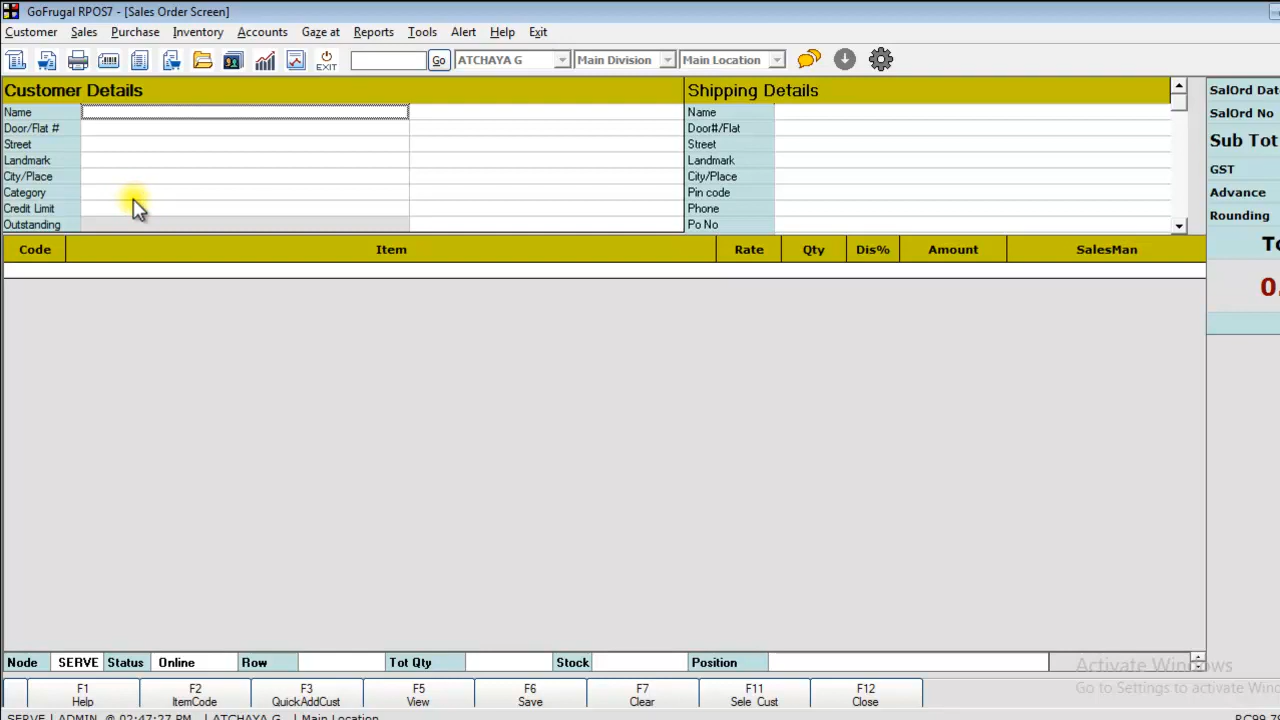 GoFrugal RPOS7 - [Sales Order Screen]
Customer Sales Purchase Inventory Accounts Gaze at Reports Tools Alert Help Exit
EXIT Go ATCHAYA G Main Division Main Location
Customer Details Shipping Details
Name Name
Door/Flat # Door#/Flat
Street Street
Landmark Landmark
City/Place City/Place
Category Pin code
Credit Limit Phone
Outstanding Po No
SalOrd Date
SalOrd No
Sub Tot
GST
Advance
Rounding
0.
Code Item Rate Qty Dis% Amount SalesMan
Node SERVE Status Online Row Tot Qty Stock Position
Activate Windows
Go to Settings to activate
F1 F2 F3 F5 F6 F7 F11 F12
Help ItemCode QuickAddCust View Save Clear Sele Cust Close
SERVE | ADMIN @ 02:47:27 PM | ATCHAYA G | Main Location